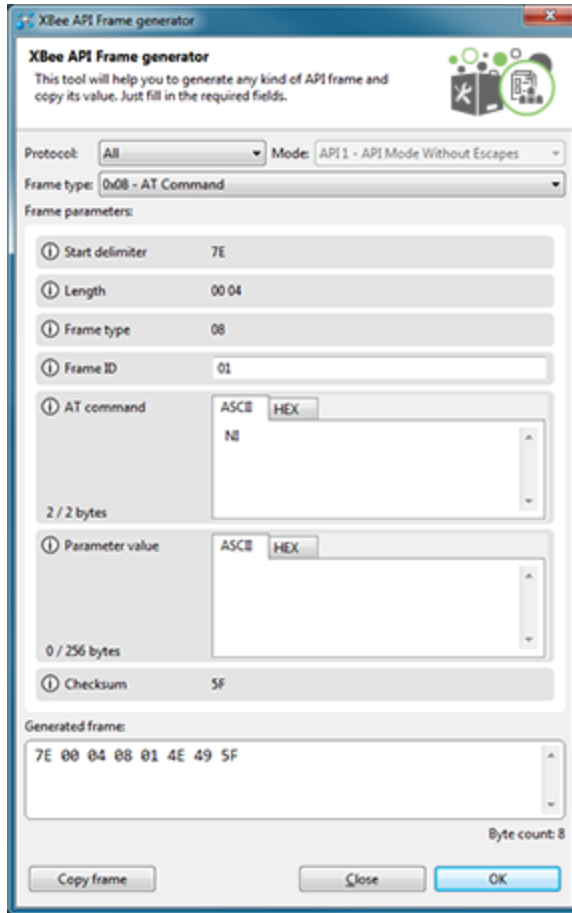 XBee API Frame generator
XBee API Frame generator
This tool will help you to generate any kind of API frame and
copy its value. Just fill in the required fields.
Protocol: All Mode: API 1 - API Mode Without Escapes
Frame type: 0x08 - AT Command
Frame parameters:
Start delimiter 7E
Length 00 04
Frame type 08
Frame ID 01
AT command ASCII HEX
NI
2 / 2 bytes
Parameter value ASCII HEX
0 / 256 bytes
Checksum 5F
Generated frame:
7E 00 04 08 01 4E 49 5F
Byte count: 8
Copy frame Close OK